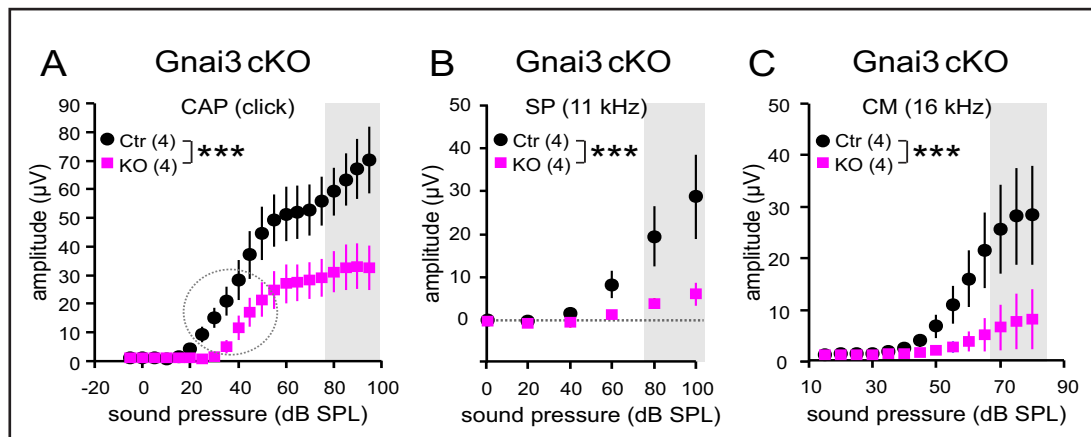 A
Gnai3 cKO
CAP (click)
amplitude (µV)
90
80
70
60
50
40
30
20
10
0
Ctr (4)
KO (4)
***
-20
0
20
40
60
80
100
sound pressure (dB SPL)
B
Gnai3 cKO
SP (11 kHz)
amplitude (µV)
50
40
30
20
10
0
Ctr (4)
KO (4)
***
0
20
40
60
80
100
sound pressure (dB SPL)
C
Gnai3 cKO
CM (16 kHz)
amplitude (µV)
50
40
30
20
10
0
Ctr (4)
KO (4)
***
10
30
50
70
90
sound pressure (dB SPL)